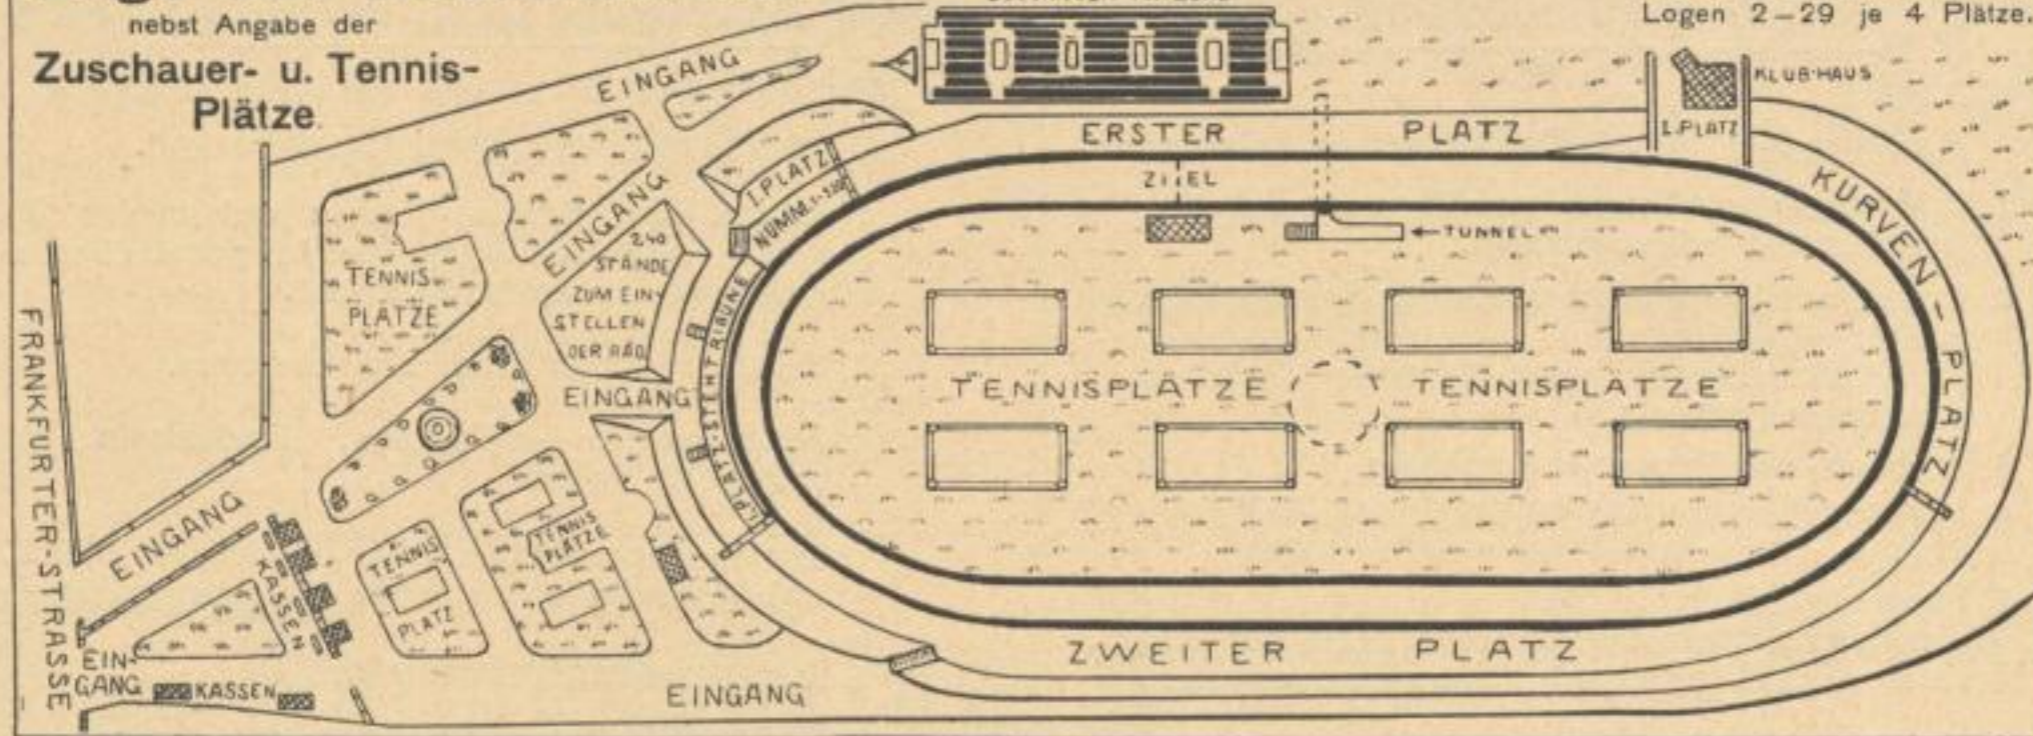 nebst Angabe der
Logen 2–29 je 4 Plätze.
Zuschauer- u. Tennis-
Plätze.
EINGANG
KLUB-HAUS
I. PLATZ
ERSTER PLATZ
I. PLATZ
ZIEL
KURVEN-PLATZ
EINGANG
240
STÄNDE
ZUM EIN-
STELLEN
DER RÄD.
←TUNNEL
TENNIS
PLÄTZE
I. PLATZ-STEHTRIBÜNE
FRANKFURTER-STRASSE
EINGANG
TENNISPLÄTZE TENNISPLÄTZE
EINGANG
KASSEN
TENNIS
PLATZ
TENNIS
PLÄTZE
ZWEITER PLATZ
EIN-
GANG
KASSEN
EINGANG